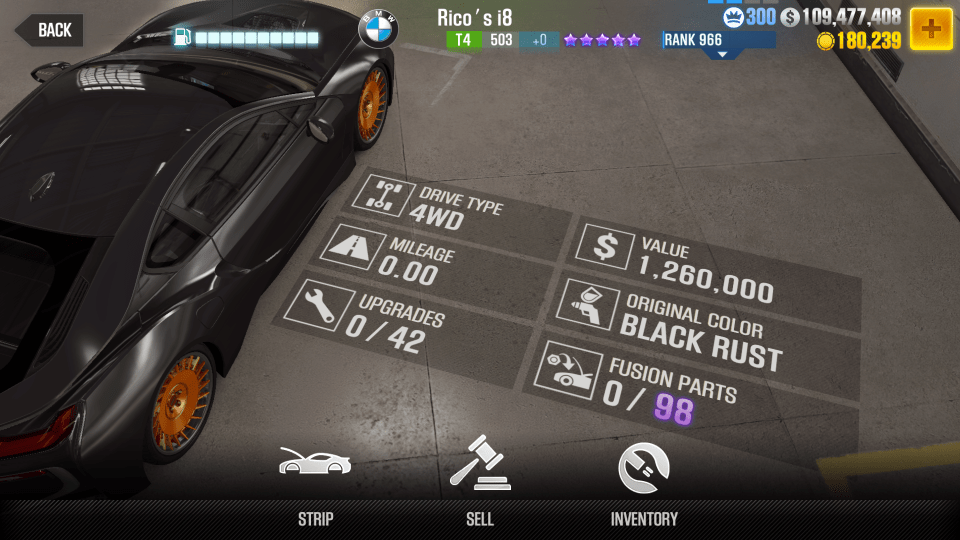 BACK
BMW
Rico's i8
T4 503 +0
RANK 966
300 $ 109,477,408
180,239
DRIVE TYPE
4WD
MILEAGE
0.00
UPGRADES
0/42
$ VALUE
1,260,000
ORIGINAL COLOR
BLACK RUST
FUSION PARTS
0/98
STRIP
SELL
INVENTORY